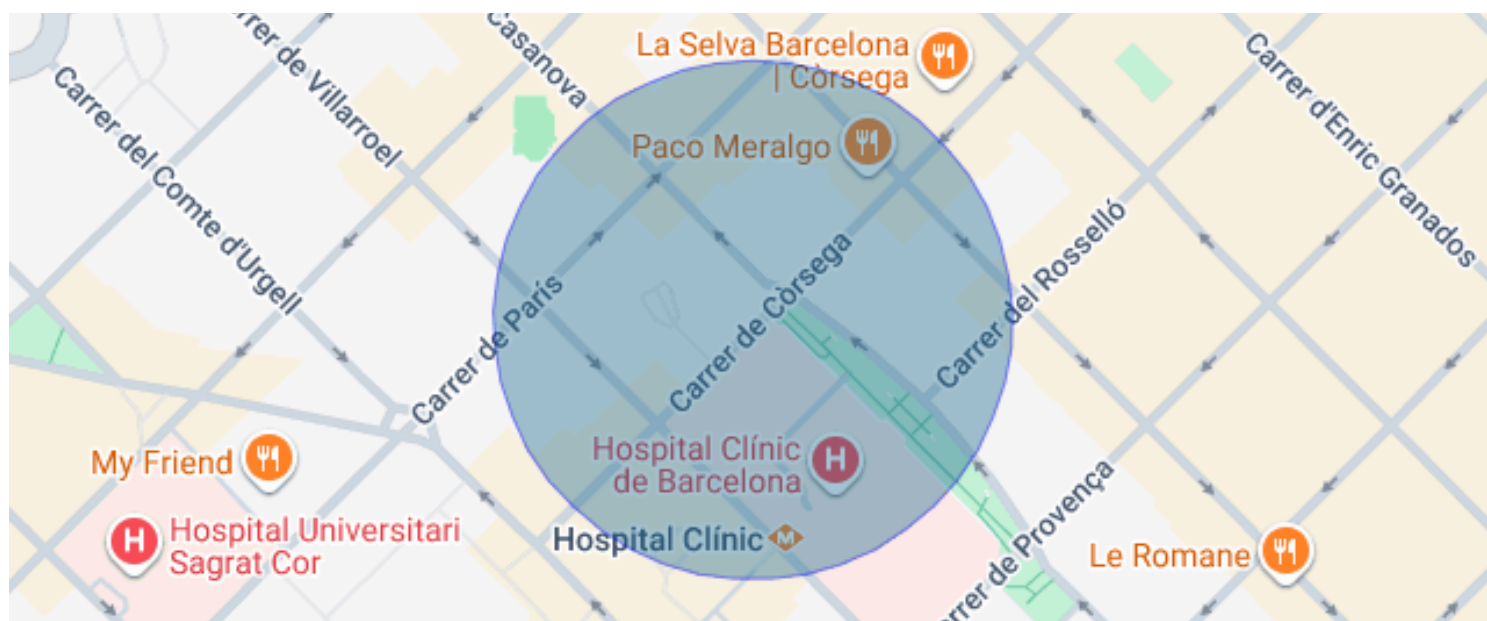 Casanova
rrer de Villarroel
La Selva Barcelona
| Còrsega
Carrer d'Enric Granados
Carrer del Comte d'Urgell
Paco Meralgo
Carrer de París
Carrer de Còrsega
Carrer del Rosselló
My Friend
Hospital Clínic
de Barcelona
H
Hospital Universitari
Sagrat Cor
H
Hospital Clínic
M
rrer de Provença
Le Romane